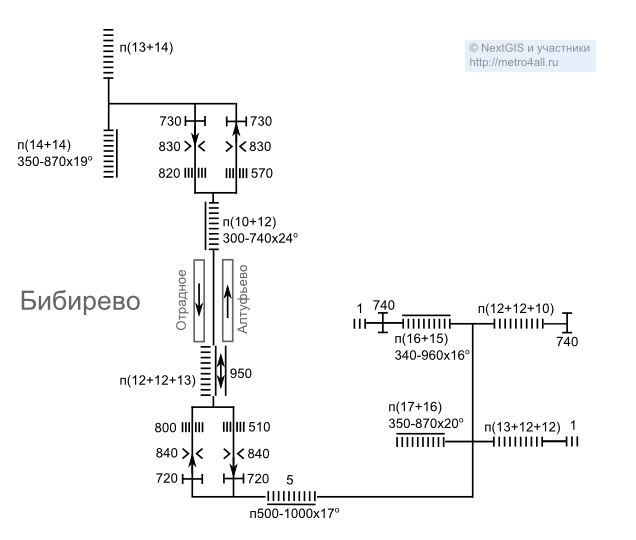 п(13+14)
© NextGIS и участники
http://metro4all.ru
730 730
п(14+14)
350-870x19°
830 830
820 570
п(10+12)
300-740x24°
Отрадное
Алтуфьево
Бибирево
1 740 п(12+12+10)
п(16+15)
340-960x16°
740
950
п(12+12+13)
п(17+16)
350-870x20°
п(13+12+12) 1
800 510
840 840
720 720
5
п500-1000x17°